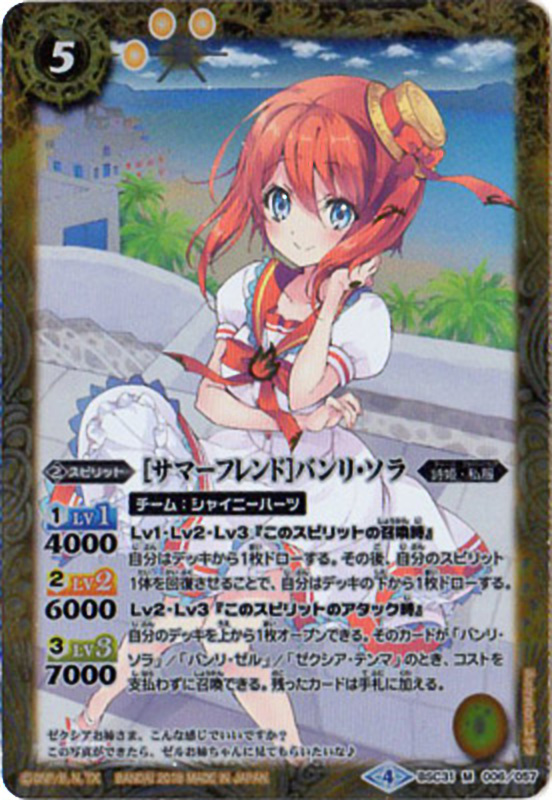 5
②スピリット
[サマーフレンド]バンリ・ソラ
詩姫・私服
チーム:シャイニーハーツ
1 LV1
4000
2 LV2
6000
3 LV3
7000
Lv1・Lv2・Lv3『このスピリットの召喚時』
自分はデッキから1枚ドローする。その後、自分のスピリット
1体を回復させることで、自分はデッキの下から1枚ドローする。
Lv2・Lv3『このスピリットのアタック時』
自分のデッキを上から1枚オープンできる。そのカードが「バンリ・
ソラ」/「バンリ・ゼル」/「ゼクシア・テンマ」のとき、コストを
支払わずに召喚できる。残ったカードは手札に加える。
ゼクシアお姉さま、こんな感じでいいですか?
この写真ができたら、ゼルお姉ちゃんに見てもらいたいな♪
BANDAI 2018 MADE IN JAPAN
4
BSC31 M 006/057